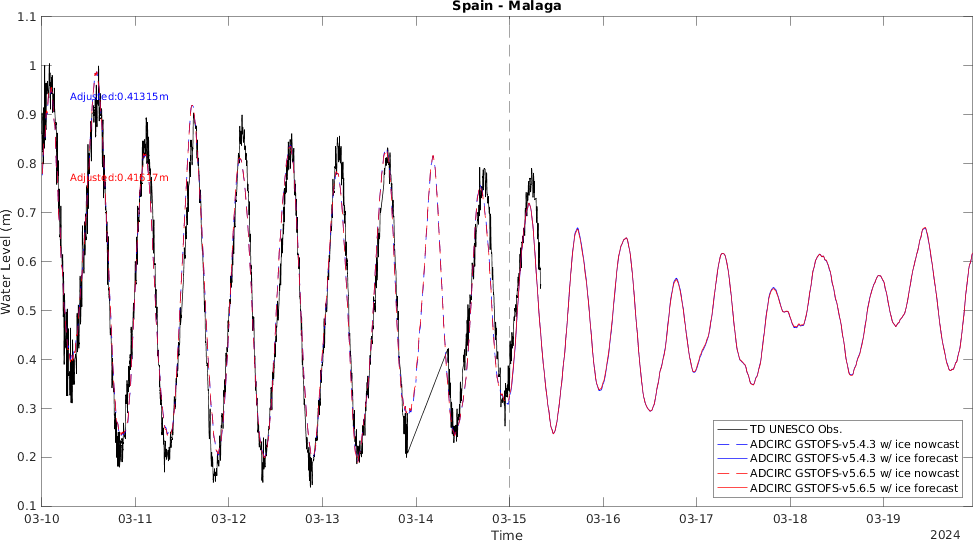 Spain - Malaga
1.1
1
0.9
0.8
0.7
0.6
0.5
0.4
0.3
0.2
0.1
Water Level (m)
Adjusted:0.41315m
Adjusted:0.41617m
TD UNESCO Obs.
ADCIRC GSTOFS-v5.4.3 w/ ice nowcast
ADCIRC GSTOFS-v5.4.3 w/ ice forecast
ADCIRC GSTOFS-v5.6.5 w/ ice nowcast
ADCIRC GSTOFS-v5.6.5 w/ ice forecast
03-10 03-11 03-12 03-13 03-14 03-15 03-16 03-17 03-18 03-19
Time
2024